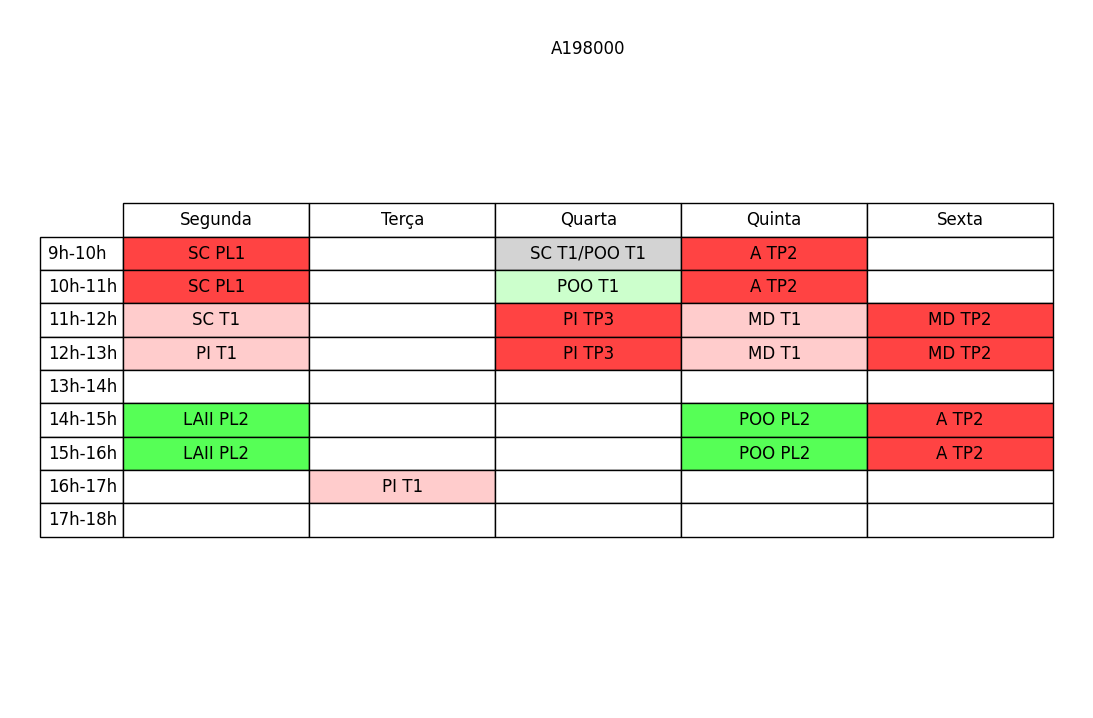 A198000
Segunda Terça Quarta Quinta Sexta
9h-10h SC PL1 SC T1/POO T1 A TP2
10h-11h SC PL1 POO T1 A TP2
11h-12h SC T1 PI TP3 MD T1 MD TP2
12h-13h PI T1 PI TP3 MD T1 MD TP2
13h-14h
14h-15h LAII PL2 POO PL2 A TP2
15h-16h LAII PL2 POO PL2 A TP2
16h-17h PI T1
17h-18h